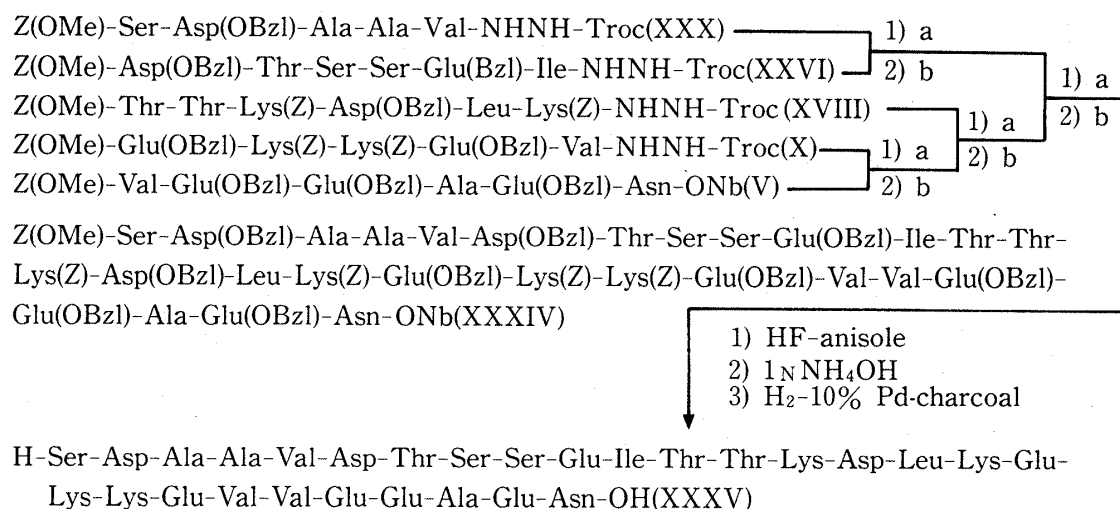 Z(OMe)-Ser-Asp(OBzl)-Ala-Ala-Val-NHNH-Troc(XXX)
1) a
Z(OMe)-Asp(OBzl)-Thr-Ser-Ser-Glu(Bzl)-Ile-NHNH-Troc(XXVI)
2) b
1) a
2) b
Z(OMe)-Thr-Thr-Lys(Z)-Asp(OBzl)-Leu-Lys(Z)-NHNH-Troc(XVIII)
1) a
2) b
Z(OMe)-Glu(OBzl)-Lys(Z)-Lys(Z)-Glu(OBzl)-Val-NHNH-Troc(X)
1) a
Z(OMe)-Val-Glu(OBzl)-Glu(OBzl)-Ala-Glu(OBzl)-Asn-ONb(V)
2) b
Z(OMe)-Ser-Asp(OBzl)-Ala-Ala-Val-Asp(OBzl)-Thr-Ser-Ser-Glu(OBzl)-Ile-Thr-Thr-
Lys(Z)-Asp(OBzl)-Leu-Lys(Z)-Glu(OBzl)-Lys(Z)-Lys(Z)-Glu(OBzl)-Val-Val-Glu(OBzl)-
Glu(OBzl)-Ala-Glu(OBzl)-Asn-ONb(XXXIV)
1) HF-anisole
2) 1N NH₄OH
3) H₂-10% Pd-charcoal
H-Ser-Asp-Ala-Ala-Val-Asp-Thr-Ser-Ser-Glu-Ile-Thr-Thr-Lys-Asp-Leu-Lys-Glu-
Lys-Lys-Glu-Val-Val-Glu-Glu-Ala-Glu-Asn-OH(XXXV)